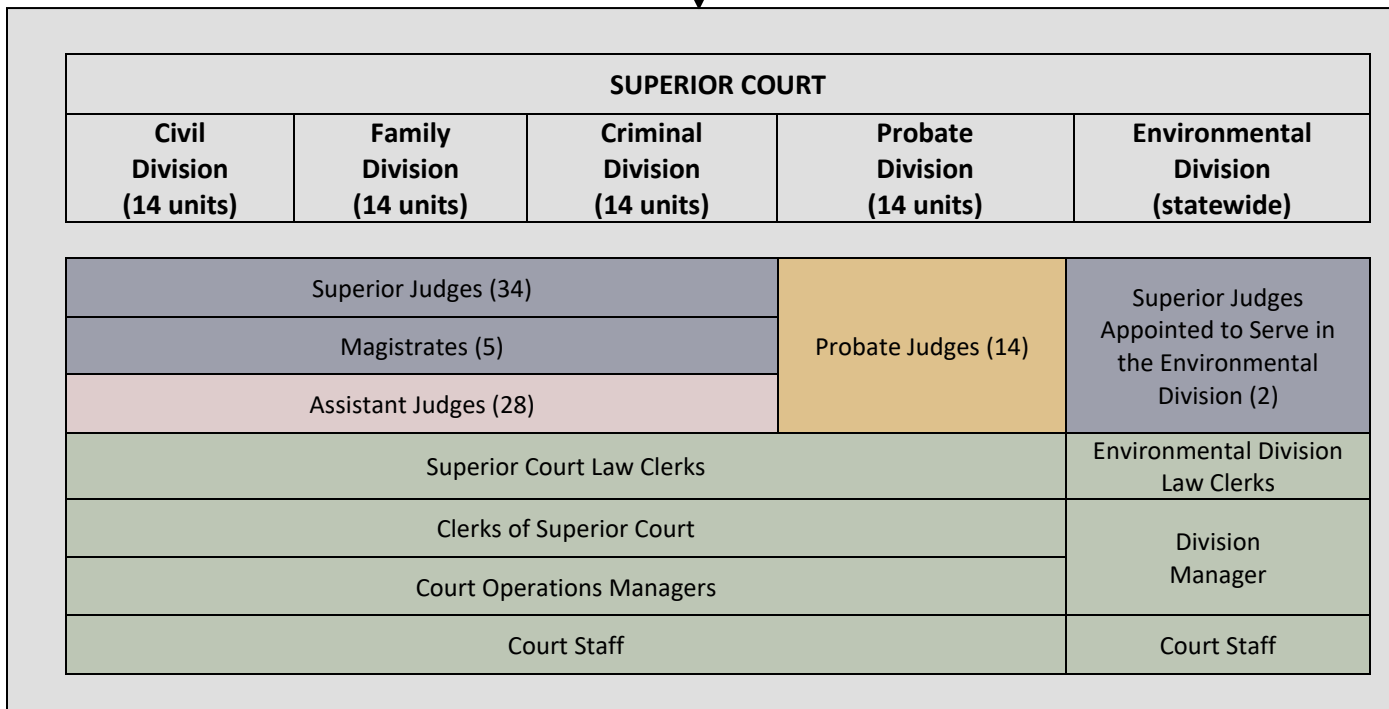 SUPERIOR COURT
Civil
Division
(14 units)
Family
Division
(14 units)
Criminal
Division
(14 units)
Probate
Division
(14 units)
Environmental
Division
(statewide)
Superior Judges (34)
Magistrates (5)
Assistant Judges (28)
Probate Judges (14)
Superior Judges
Appointed to Serve in
the Environmental
Division (2)
Superior Court Law Clerks
Environmental Division
Law Clerks
Clerks of Superior Court
Court Operations Managers
Division
Manager
Court Staff
Court Staff